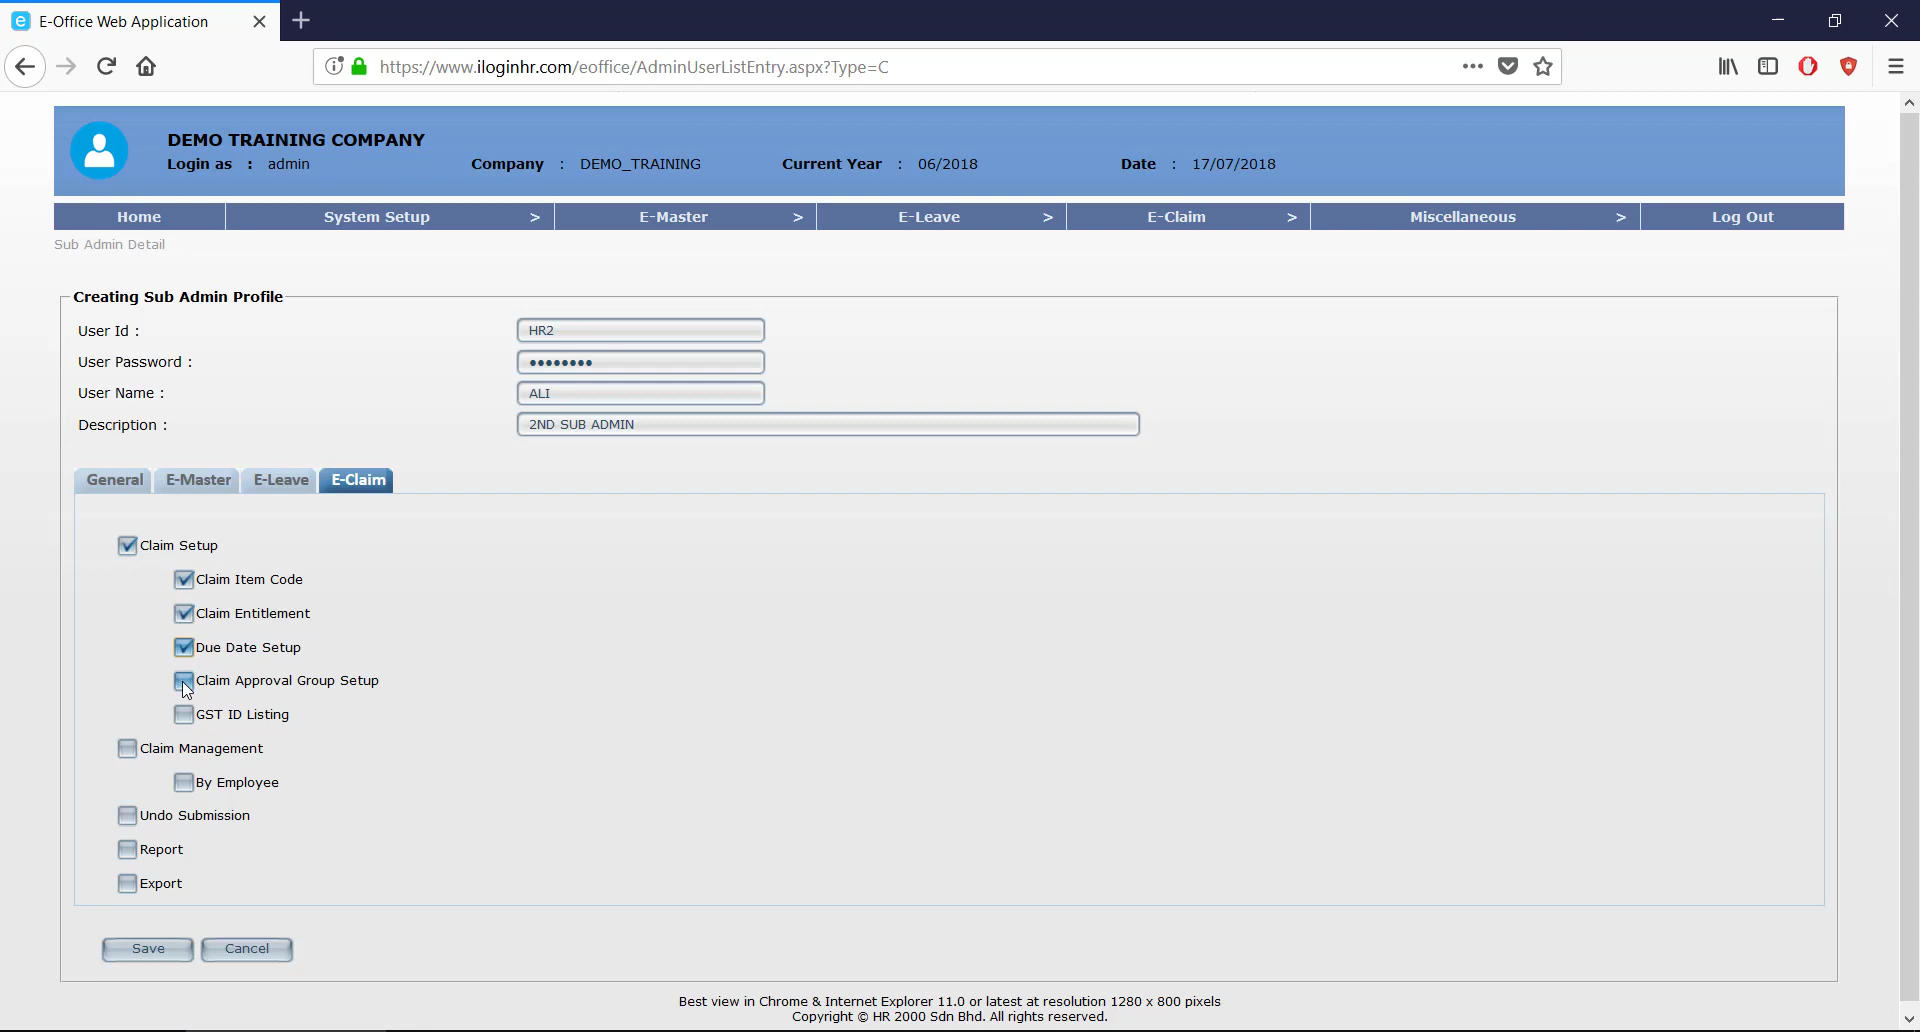 E-Office Web Application
https://www.iloginhr.com/eoffice/AdminUserListEntry.aspx?Type=C
DEMO TRAINING COMPANY
Login as : admin Company : DEMO_TRAINING Current Year : 06/2018 Date : 17/07/2018
Home System Setup > E-Master > E-Leave > E-Claim > Miscellaneous > Log Out
Sub Admin Detail
Creating Sub Admin Profile
User Id : HR2
User Password : ••••••••
User Name : ALI
Description : 2ND SUB ADMIN
General E-Master E-Leave E-Claim
Claim Setup
Claim Item Code
Claim Entitlement
Due Date Setup
Claim Approval Group Setup
GST ID Listing
Claim Management
By Employee
Undo Submission
Report
Export
Save Cancel
Best view in Chrome & Internet Explorer 11.0 or latest at resolution 1280 x 800 pixels
Copyright © HR 2000 Sdn Bhd. All rights reserved.